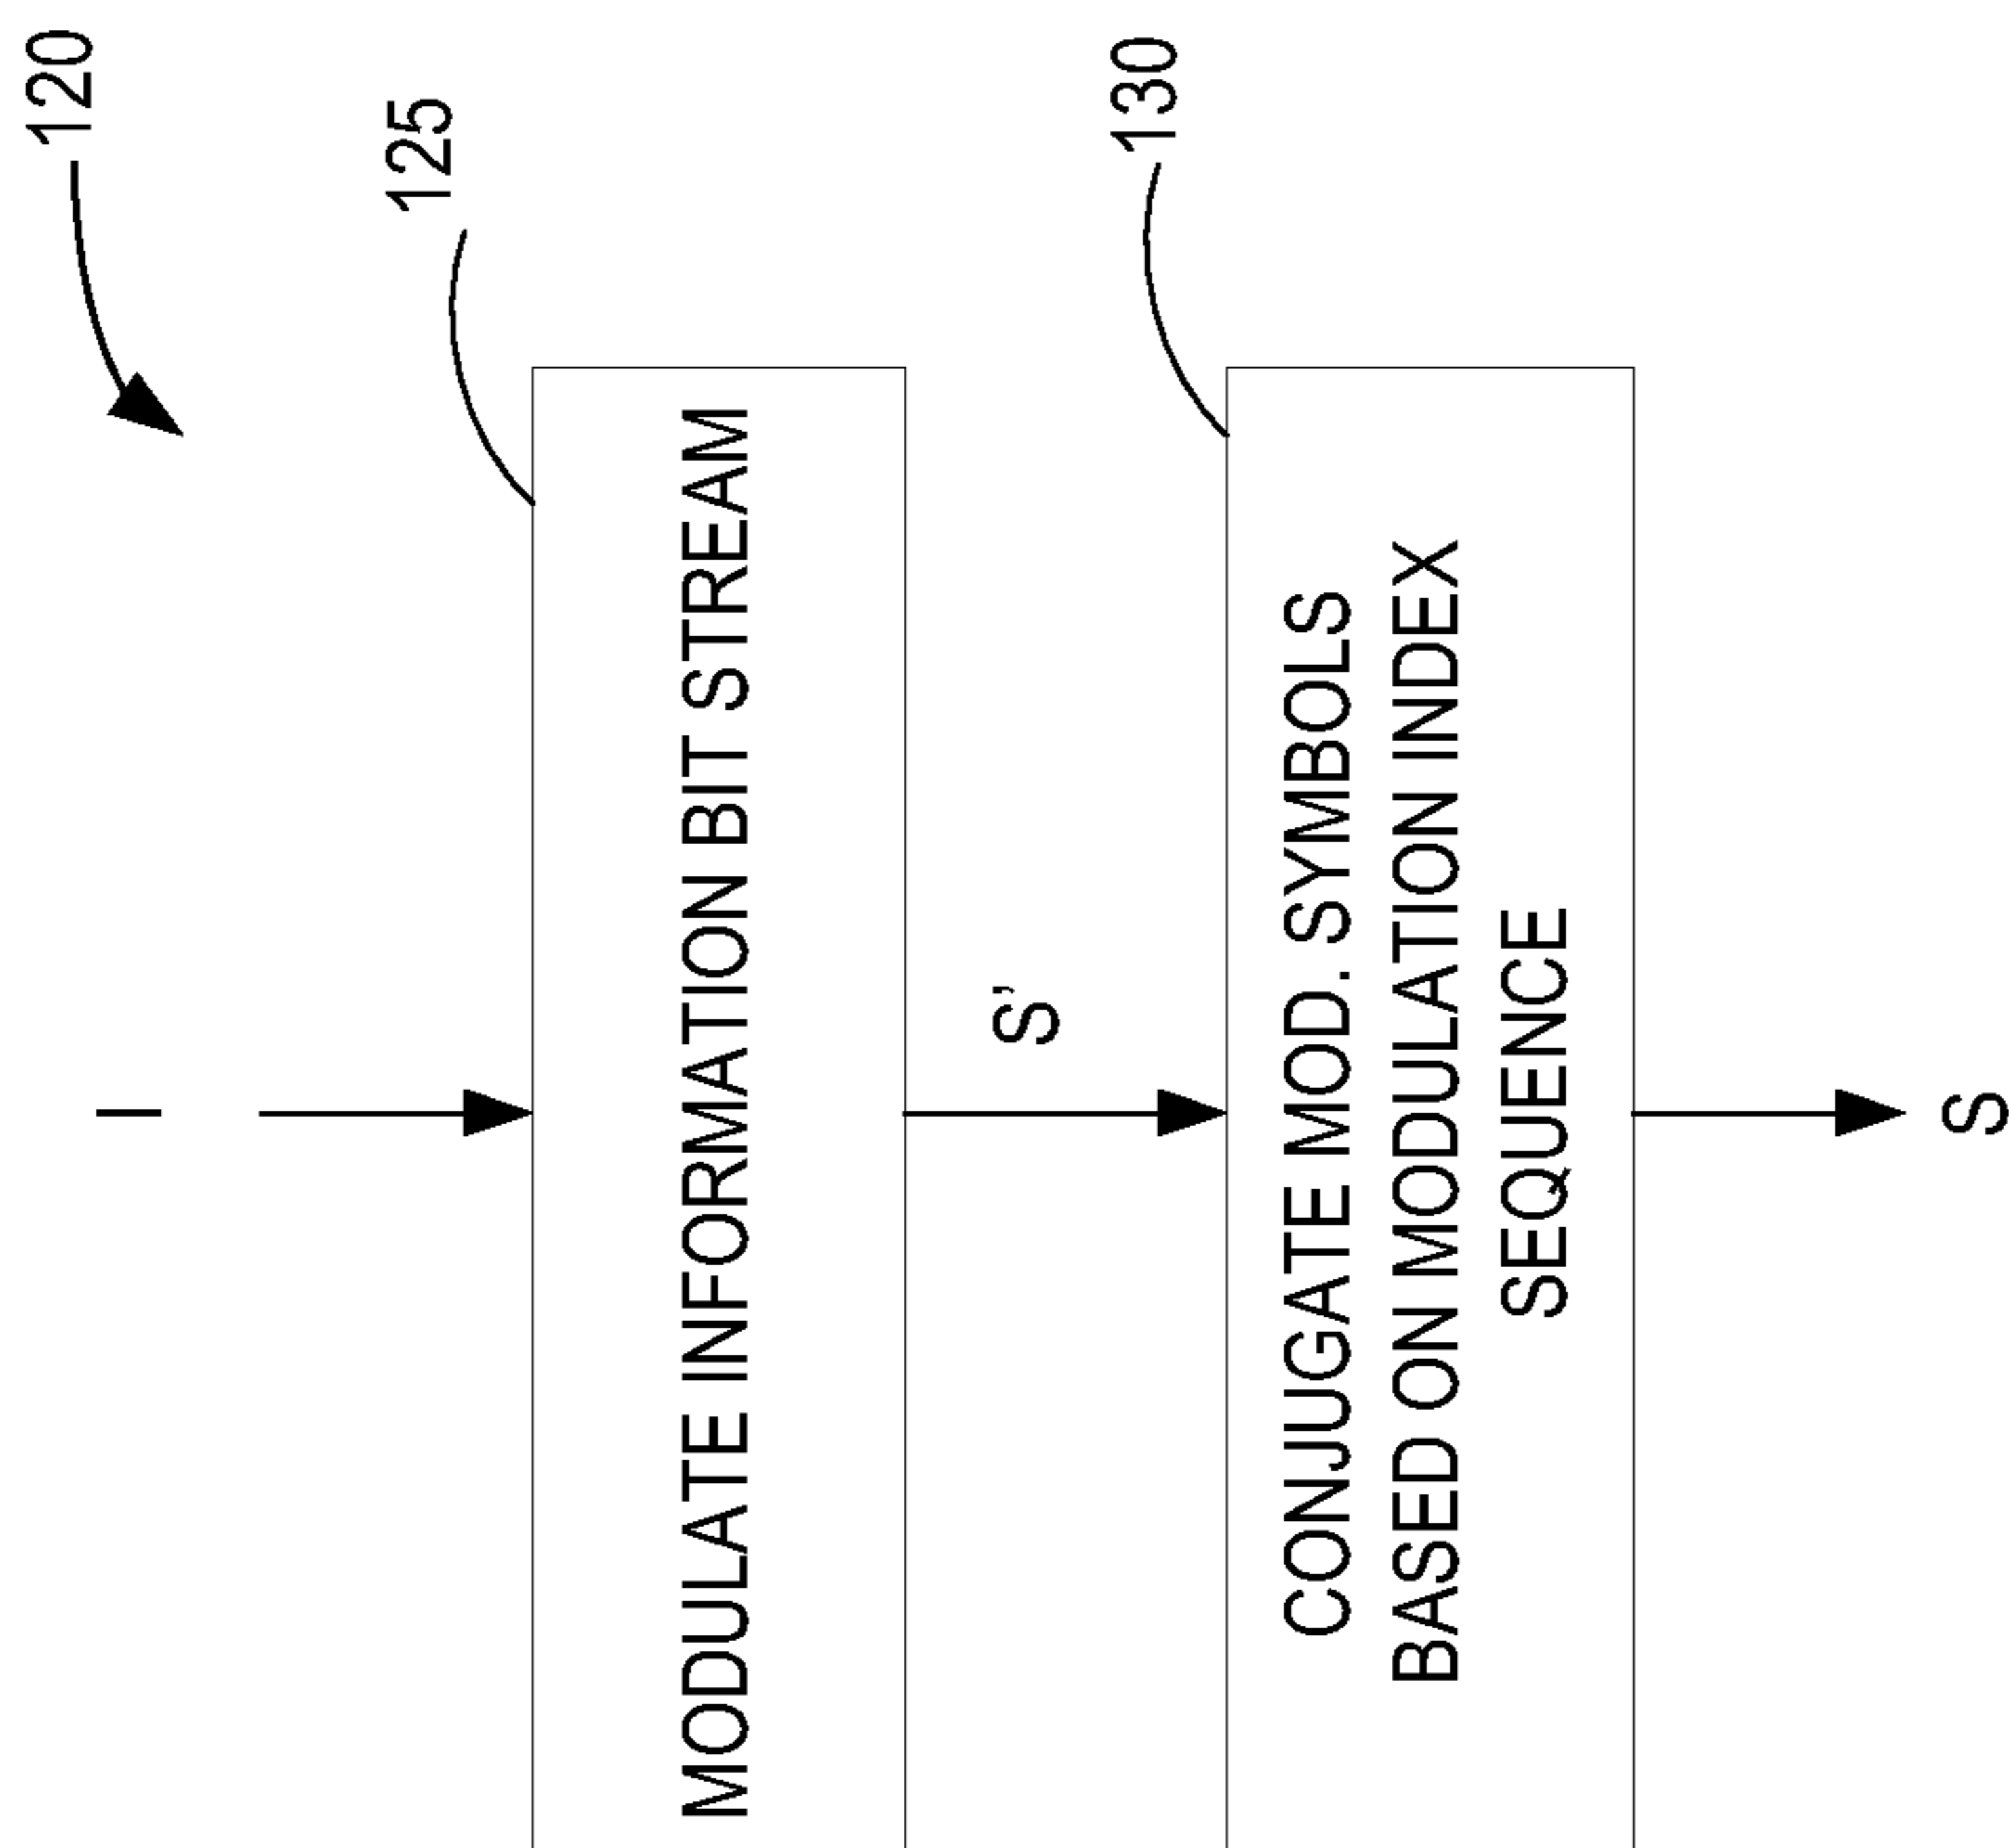 120
125
130
I
MODULATE INFORMATION BIT STREAM
S'
CONJUGATE MOD. SYMBOLS
BASED ON MODULATION INDEX
SEQUENCE
S